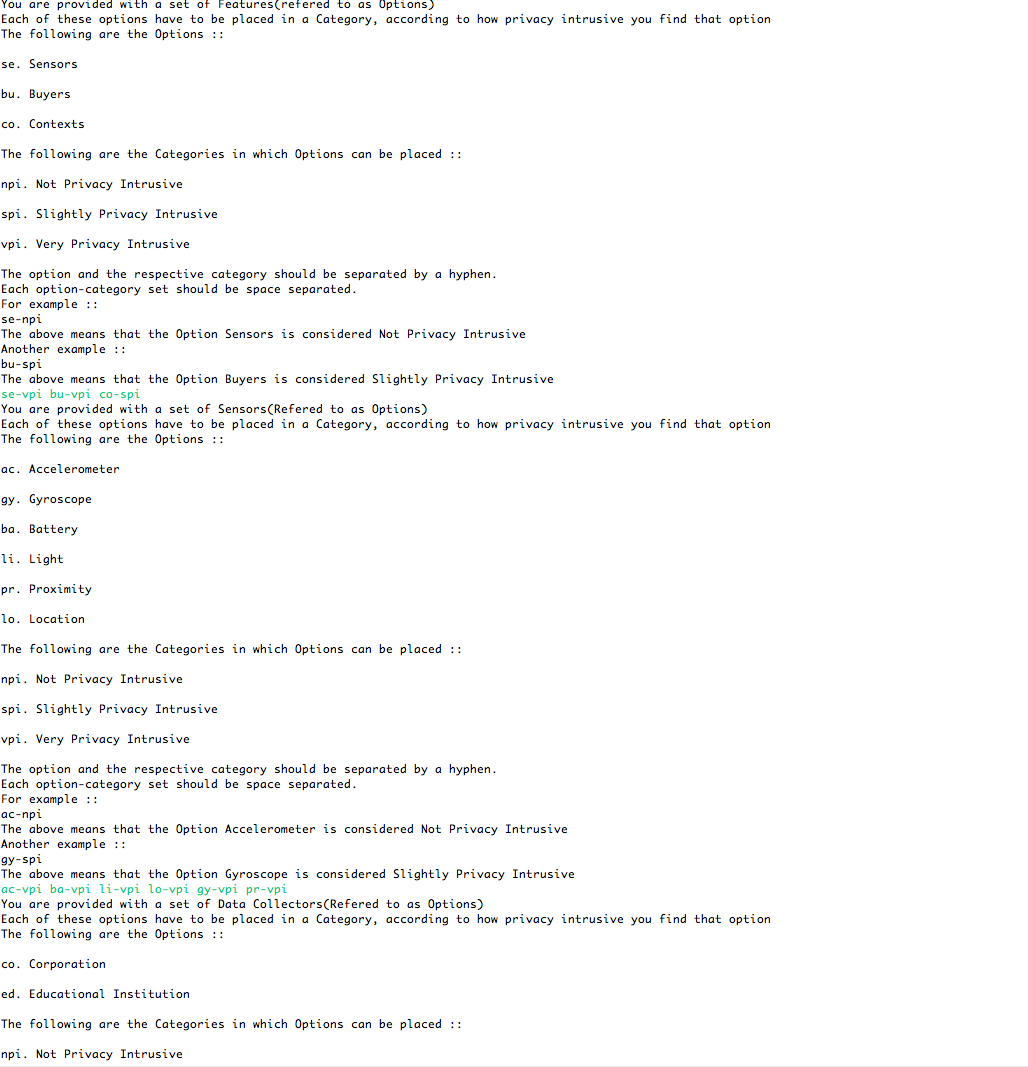 You are provided with a set of Features(refered to as Options)
Each of these options have to be placed in a Category, according to how privacy intrusive you find that option
The following are the Options ::
se. Sensors
bu. Buyers
co. Contexts
The following are the Categories in which Options can be placed ::
npi. Not Privacy Intrusive
spi. Slightly Privacy Intrusive
vpi. Very Privacy Intrusive
The option and the respective category should be separated by a hyphen.
Each option-category set should be space separated.
For example ::
se-npi
The above means that the Option Sensors is considered Not Privacy Intrusive
Another example ::
bu-spi
The above means that the Option Buyers is considered Slightly Privacy Intrusive
se-vpi bu-vpi co-spi
You are provided with a set of Sensors(Refered to as Options)
Each of these options have to be placed in a Category, according to how privacy intrusive you find that option
The following are the Options ::
ac. Accelerometer
gy. Gyroscope
ba. Battery
li. Light
pr. Proximity
lo. Location
The following are the Categories in which Options can be placed ::
npi. Not Privacy Intrusive
spi. Slightly Privacy Intrusive
vpi. Very Privacy Intrusive
The option and the respective category should be separated by a hyphen.
Each option-category set should be space separated.
For example ::
ac-npi
The above means that the Option Accelerometer is considered Not Privacy Intrusive
Another example ::
gy-spi
The above means that the Option Gyroscope is considered Slightly Privacy Intrusive
ac-vpi ba-vpi li-vpi lo-vpi gy-vpi pr-vpi
You are provided with a set of Data Collectors(Refered to as Options)
Each of these options have to be placed in a Category, according to how privacy intrusive you find that option
The following are the Options ::
co. Corporation
ed. Educational Institution
The following are the Categories in which Options can be placed ::
npi. Not Privacy Intrusive